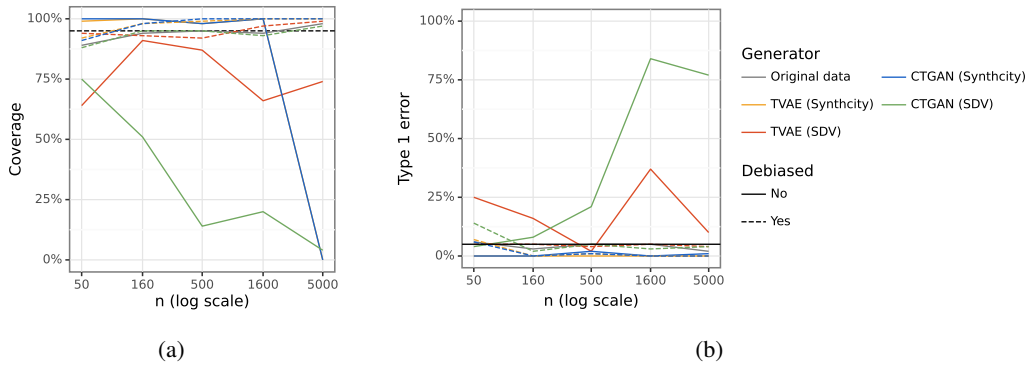 100%
75%
50%
25%
0%
Coverage
50
160
500
1600
5000
n (log scale)
(a)
100%
75%
50%
25%
0%
Type 1 error
50
1600
500
1600
5000
n (log scale)
(b)
Generator
Original data
CTGAN (Synthcity)
TVAE (Synthcity)
CTGAN (SDV)
TVAE (SDV)
Debiased
No
Yes